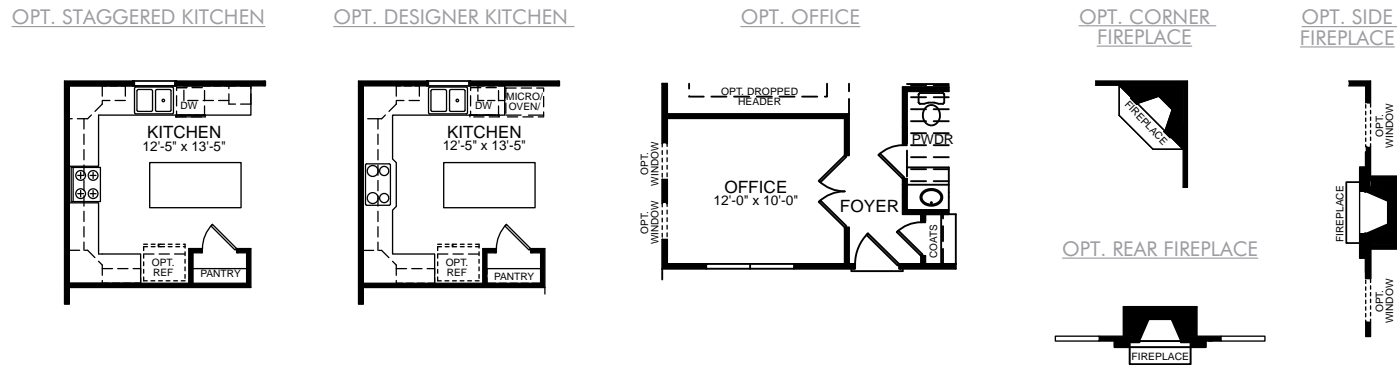 OPT. STAGGERED KITCHEN
DW
KITCHEN
12'-5" x 13'-5"
OPT.
REF
PANTRY
OPT. DESIGNER KITCHEN
DW
MICRO/
OVEN/
KITCHEN
12'-5" x 13'-5"
OPT.
REF
PANTRY
OPT. OFFICE
OPT. DROPPED
HEADER
PWDR
OPT.
WINDOW
OPT.
WINDOW
OFFICE
12'-0" x 10'-0"
FOYER
COATS
OPT. CORNER
FIREPLACE
FIREPLACE
OPT. REAR FIREPLACE
FIREPLACE
OPT. SIDE
FIREPLACE
OPT.
WINDOW
FIREPLACE
OPT.
WINDOW